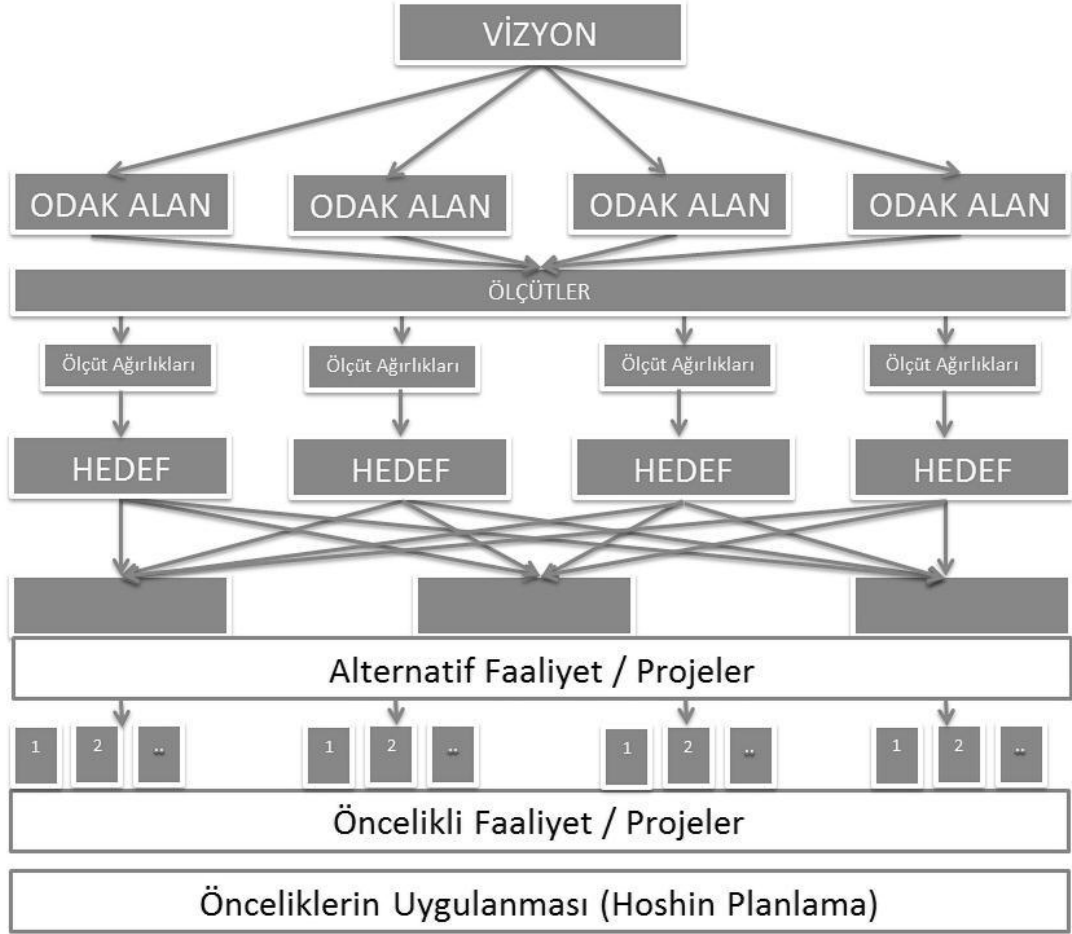 VİZYON
ODAK ALAN
ODAK ALAN
ODAK ALAN
ODAK ALAN
ÖLÇÜTLER
Ölçüt Ağırlıkları
Ölçüt Ağırlıkları
Ölçüt Ağırlıkları
Ölçüt Ağırlıkları
HEDEF
HEDEF
HEDEF
HEDEF
Alternatif Faaliyet / Projeler
1 2 ..
1 2 ..
1 2 ..
1 2 ..
Öncelikli Faaliyet / Projeler
Önceliklerin Uygulanması (Hoshin Planlama)